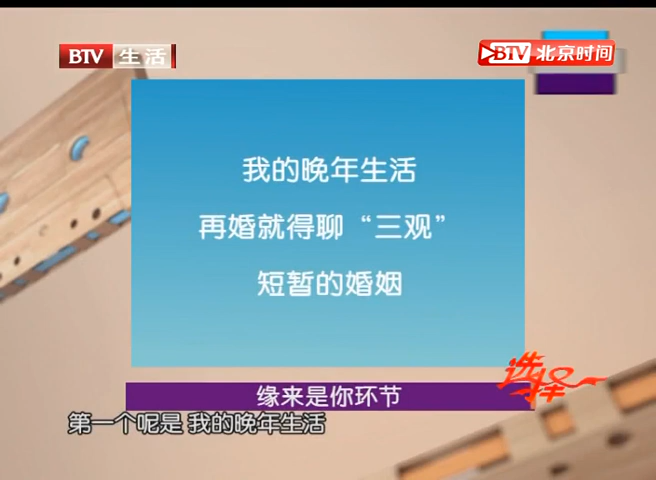 BTV 生活
BTV 北京时间
我的晚年生活
再婚就得聊“三观”
短暂的婚姻
选择
缘来是你环节
第一个呢是 我的晚年生活